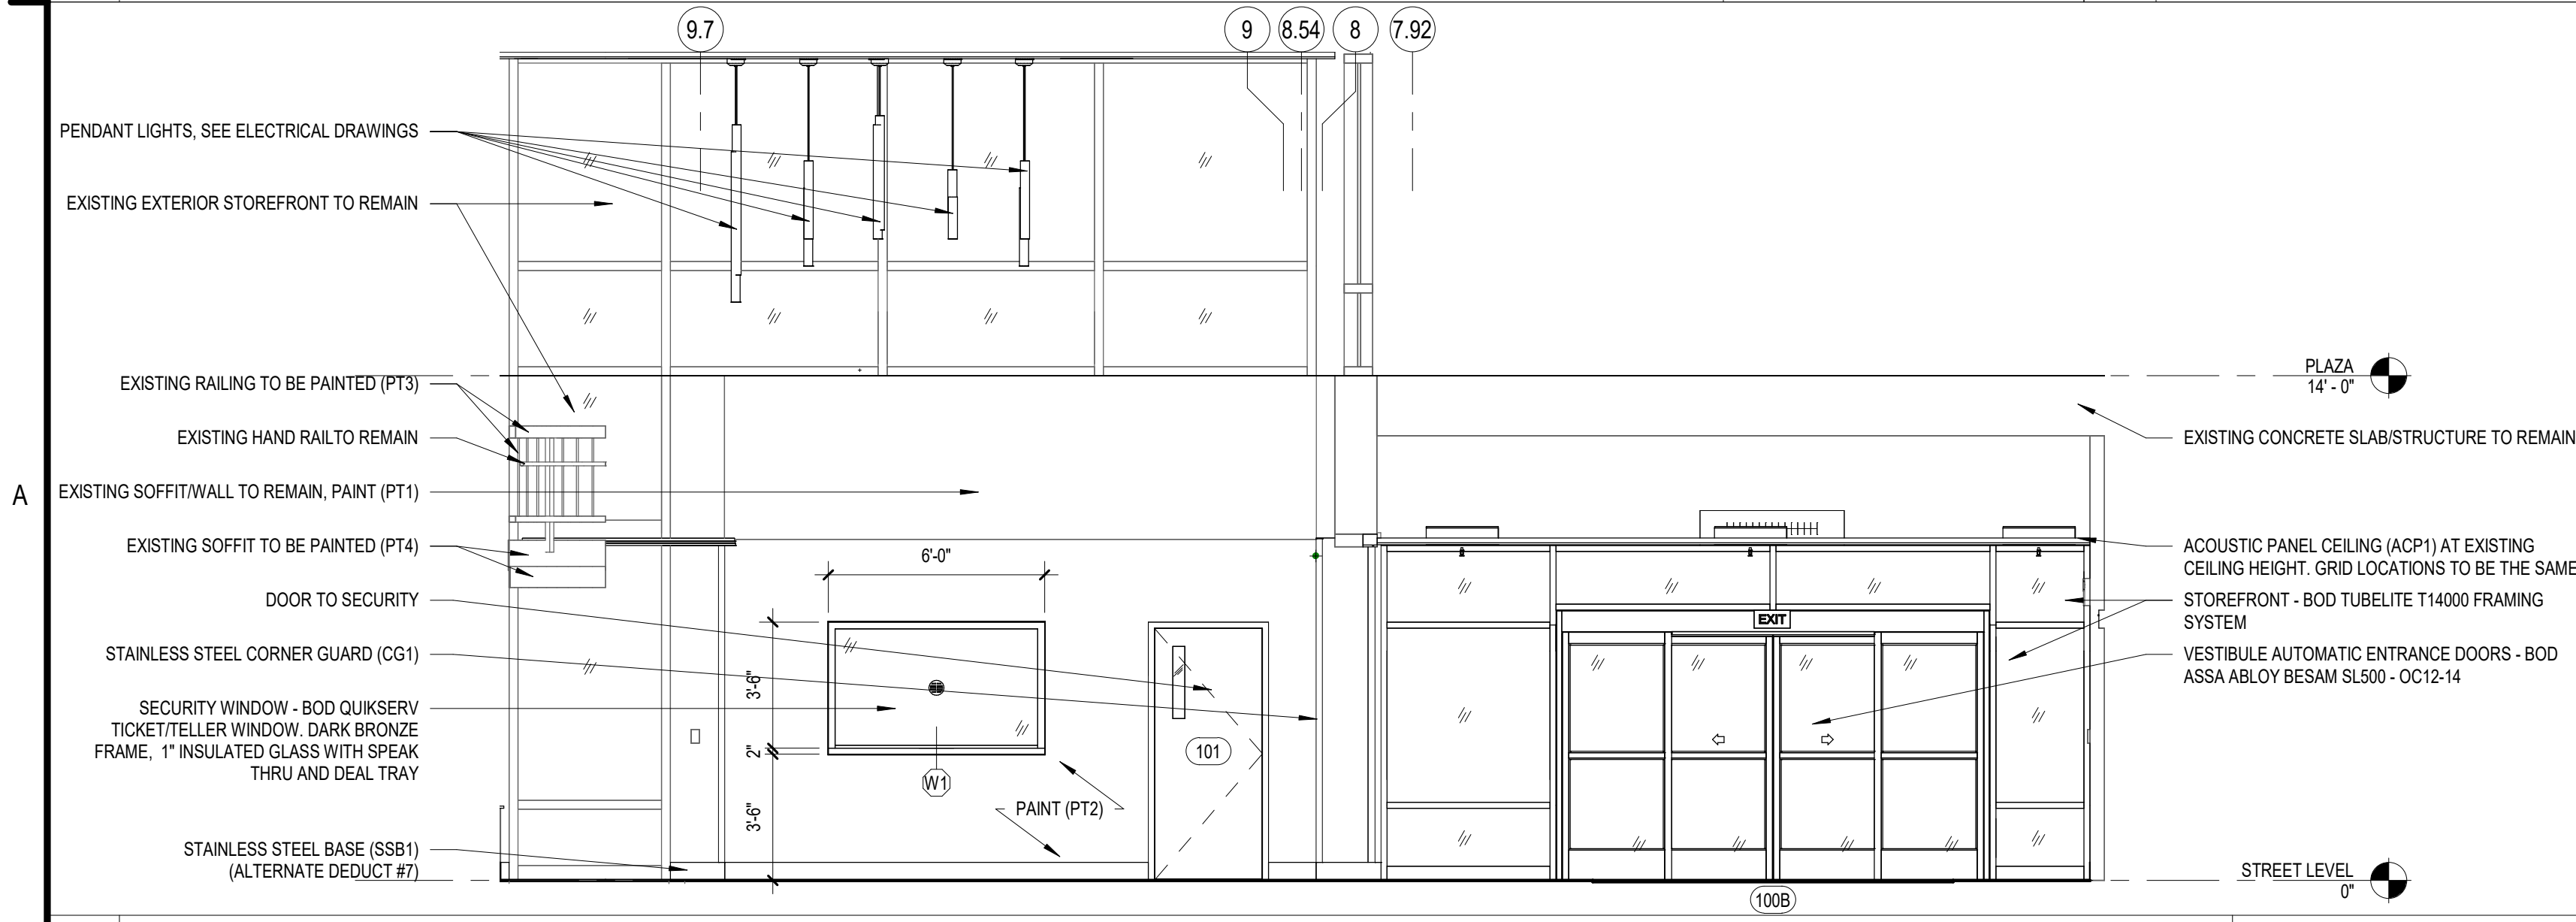 9.7
9
8.54
8
7.92
PENDANT LIGHTS, SEE ELECTRICAL DRAWINGS
EXISTING EXTERIOR STOREFRONT TO REMAIN
EXISTING RAILING TO BE PAINTED (PT3)
EXISTING HAND RAILTO REMAIN
A
EXISTING SOFFIT/WALL TO REMAIN, PAINT (PT1)
EXISTING SOFFIT TO BE PAINTED (PT4)
DOOR TO SECURITY
STAINLESS STEEL CORNER GUARD (CG1)
SECURITY WINDOW - BOD QUIKSERV
TICKET/TELLER WINDOW. DARK BRONZE
FRAME, 1" INSULATED GLASS WITH SPEAK
THRU AND DEAL TRAY
STAINLESS STEEL BASE (SSB1)
(ALTERNATE DEDUCT #7)
6'-0"
3'-6"
2"
3'-6"
W1
PAINT (PT2)
101
EXIT
100B
PLAZA
14' - 0"
EXISTING CONCRETE SLAB/STRUCTURE TO REMAIN
ACOUSTIC PANEL CEILING (ACP1) AT EXISTING
CEILING HEIGHT. GRID LOCATIONS TO BE THE SAME
STOREFRONT - BOD TUBELITE T14000 FRAMING
SYSTEM
VESTIBULE AUTOMATIC ENTRANCE DOORS - BOD
ASSA ABLOY BESAM SL500 - OC12-14
STREET LEVEL
0"